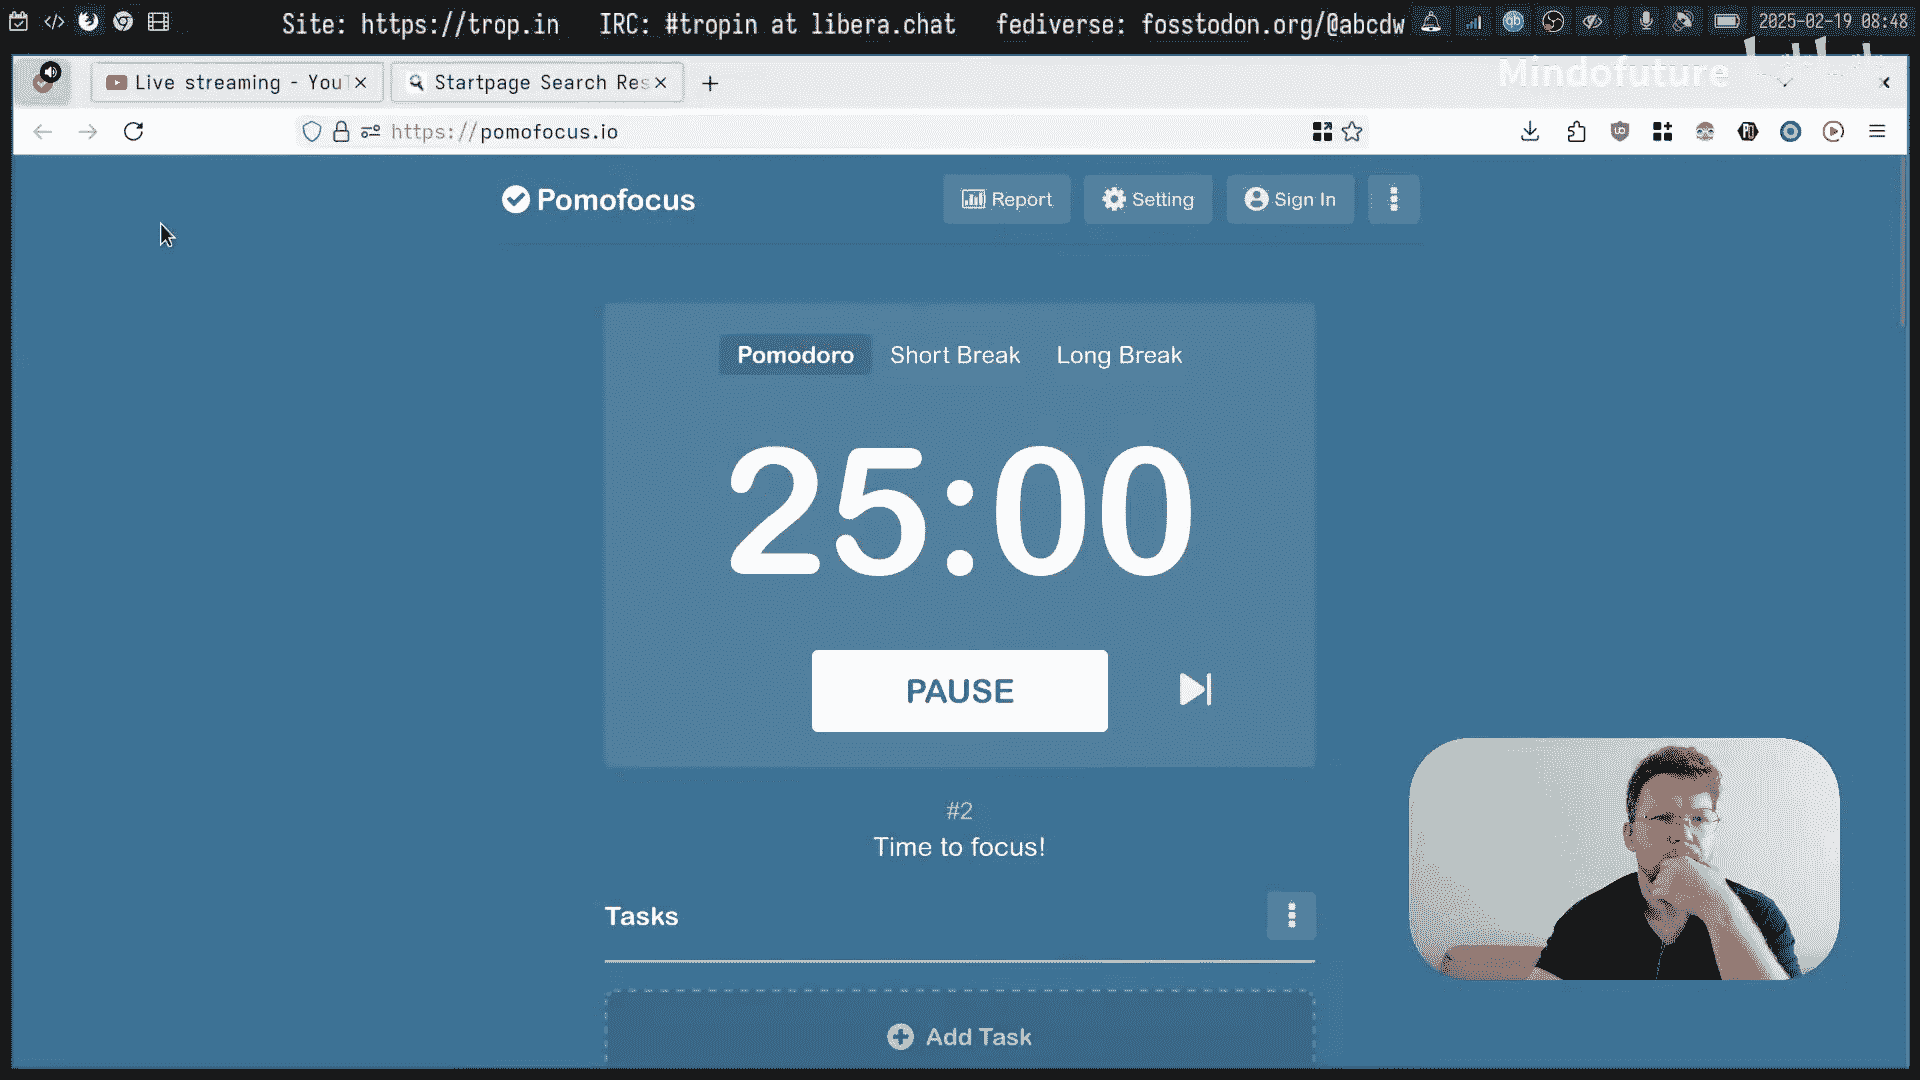 Site: https://trop.in IRC: #tropin at libera.chat fediverse: fosstodon.org/@abcdw 2025-02-19 08:48
Mindofuture
Live streaming - YouT
Startpage Search Res
https://pomofocus.io
Pomofocus
Report
Setting
Sign In
Pomodoro
Short Break
Long Break
25:00
PAUSE
#2
Time to focus!
Tasks
Add Task